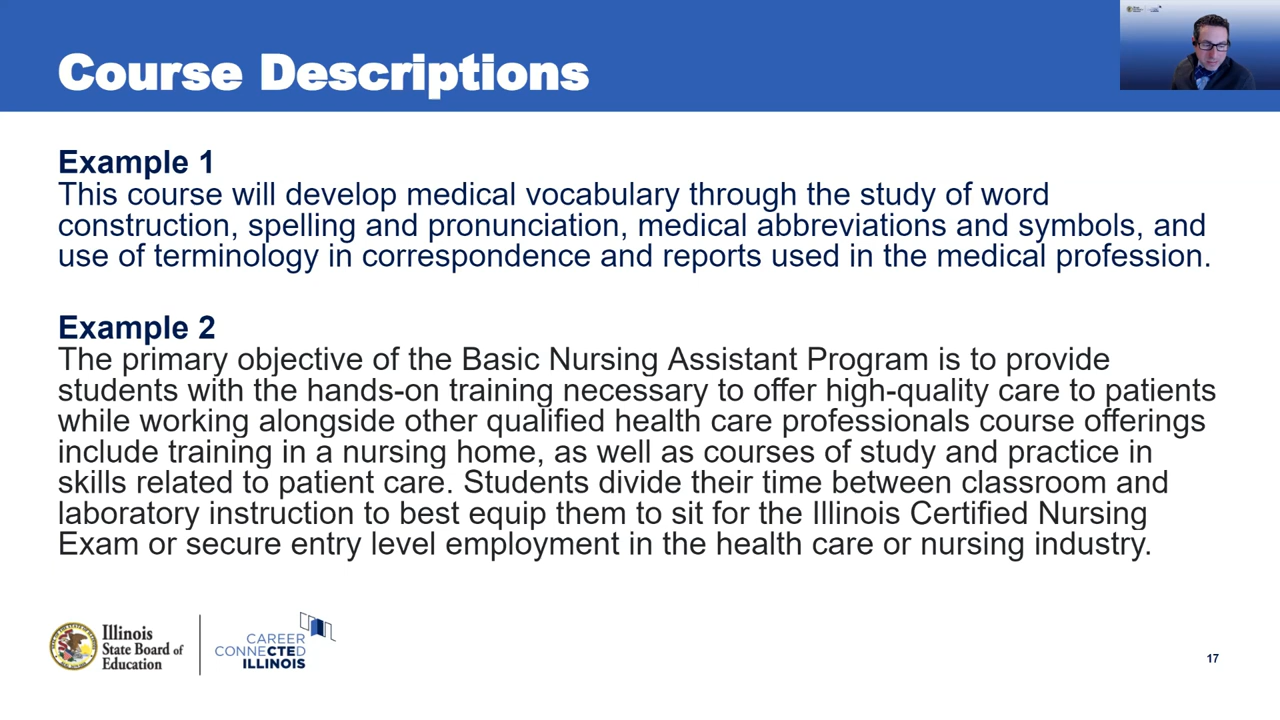 Course Descriptions
Example 1
This course will develop medical vocabulary through the study of word
construction, spelling and pronunciation, medical abbreviations and symbols, and
use of terminology in correspondence and reports used in the medical profession.
Example 2
The primary objective of the Basic Nursing Assistant Program is to provide
students with the hands-on training necessary to offer high-quality care to patients
while working alongside other qualified health care professionals course offerings
include training in a nursing home, as well as courses of study and practice in
skills related to patient care. Students divide their time between classroom and
laboratory instruction to best equip them to sit for the Illinois Certified Nursing
Exam or secure entry level employment in the health care or nursing industry.
Illinois
State Board of
Education
CAREER
CONNECTED
ILLINOIS
17